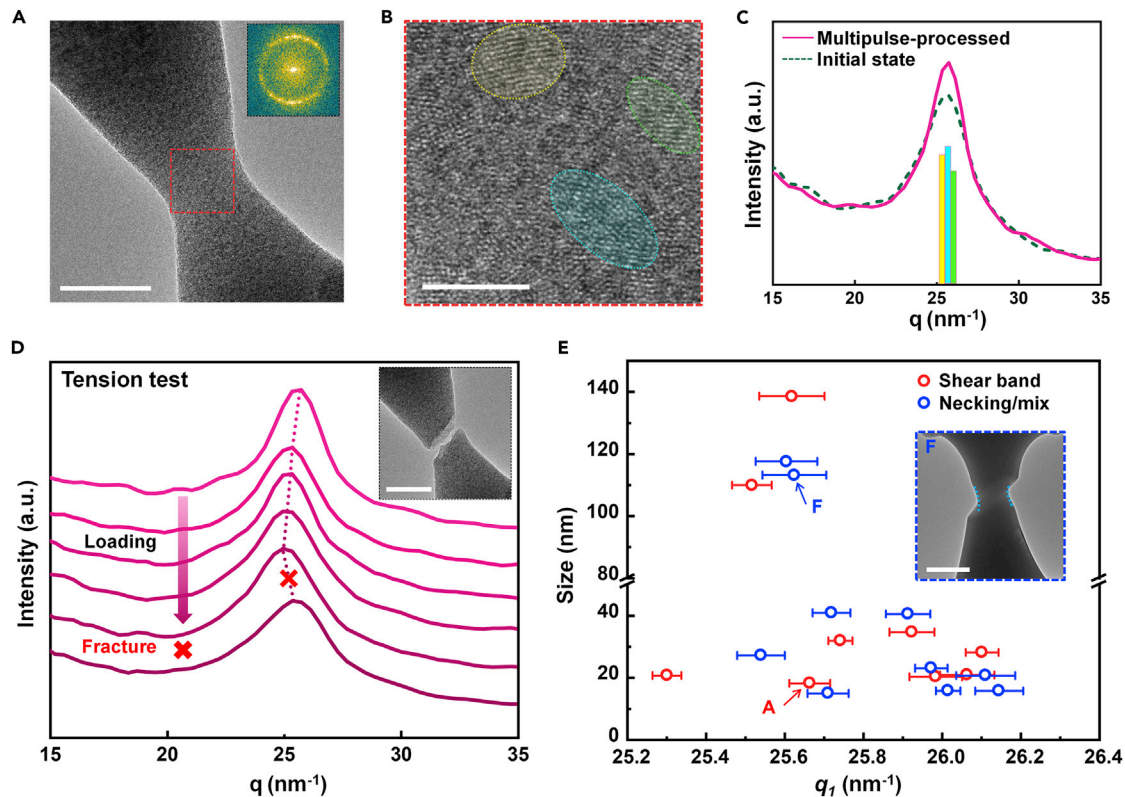 A
B
C
Multipulse-processed
Initial state
Intensity (a.u.)
15 20 25 30 35
q (nm⁻¹)
D
Tension test
Loading
Fracture
Intensity (a.u.)
15 20 25 30 35
q (nm⁻¹)
E
Shear band
Necking/mix
F
F
A
Size (nm)
140
120
100
80
60
40
20
0
25.2 25.4 25.6 25.8 26.0 26.2 26.4
q₁ (nm⁻¹)